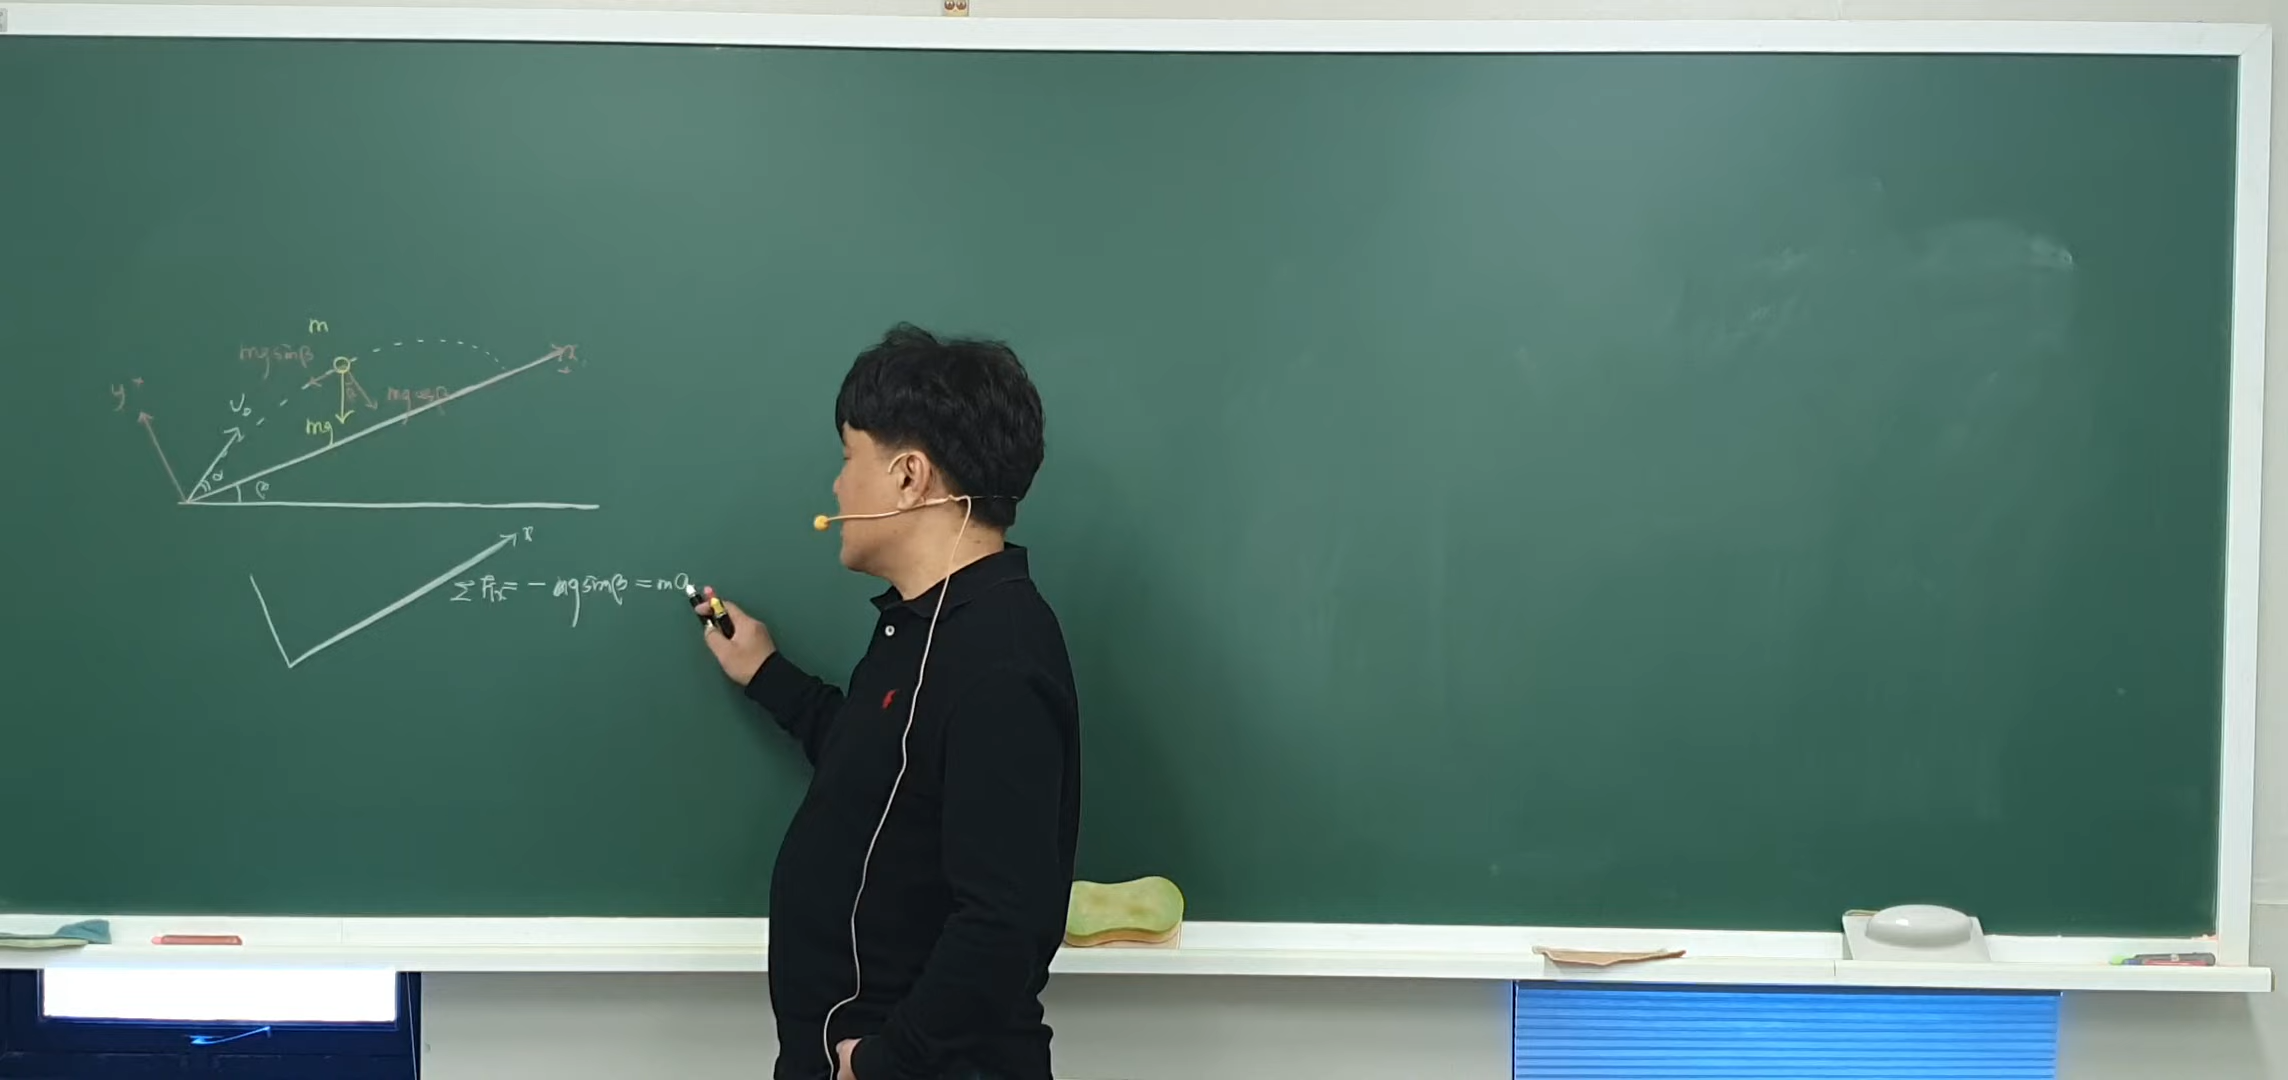 m
mg sinβ
x
+
y +
mg cosβ
v₀
mg
α
β
x
Σ Fx = - mg sinβ = ma